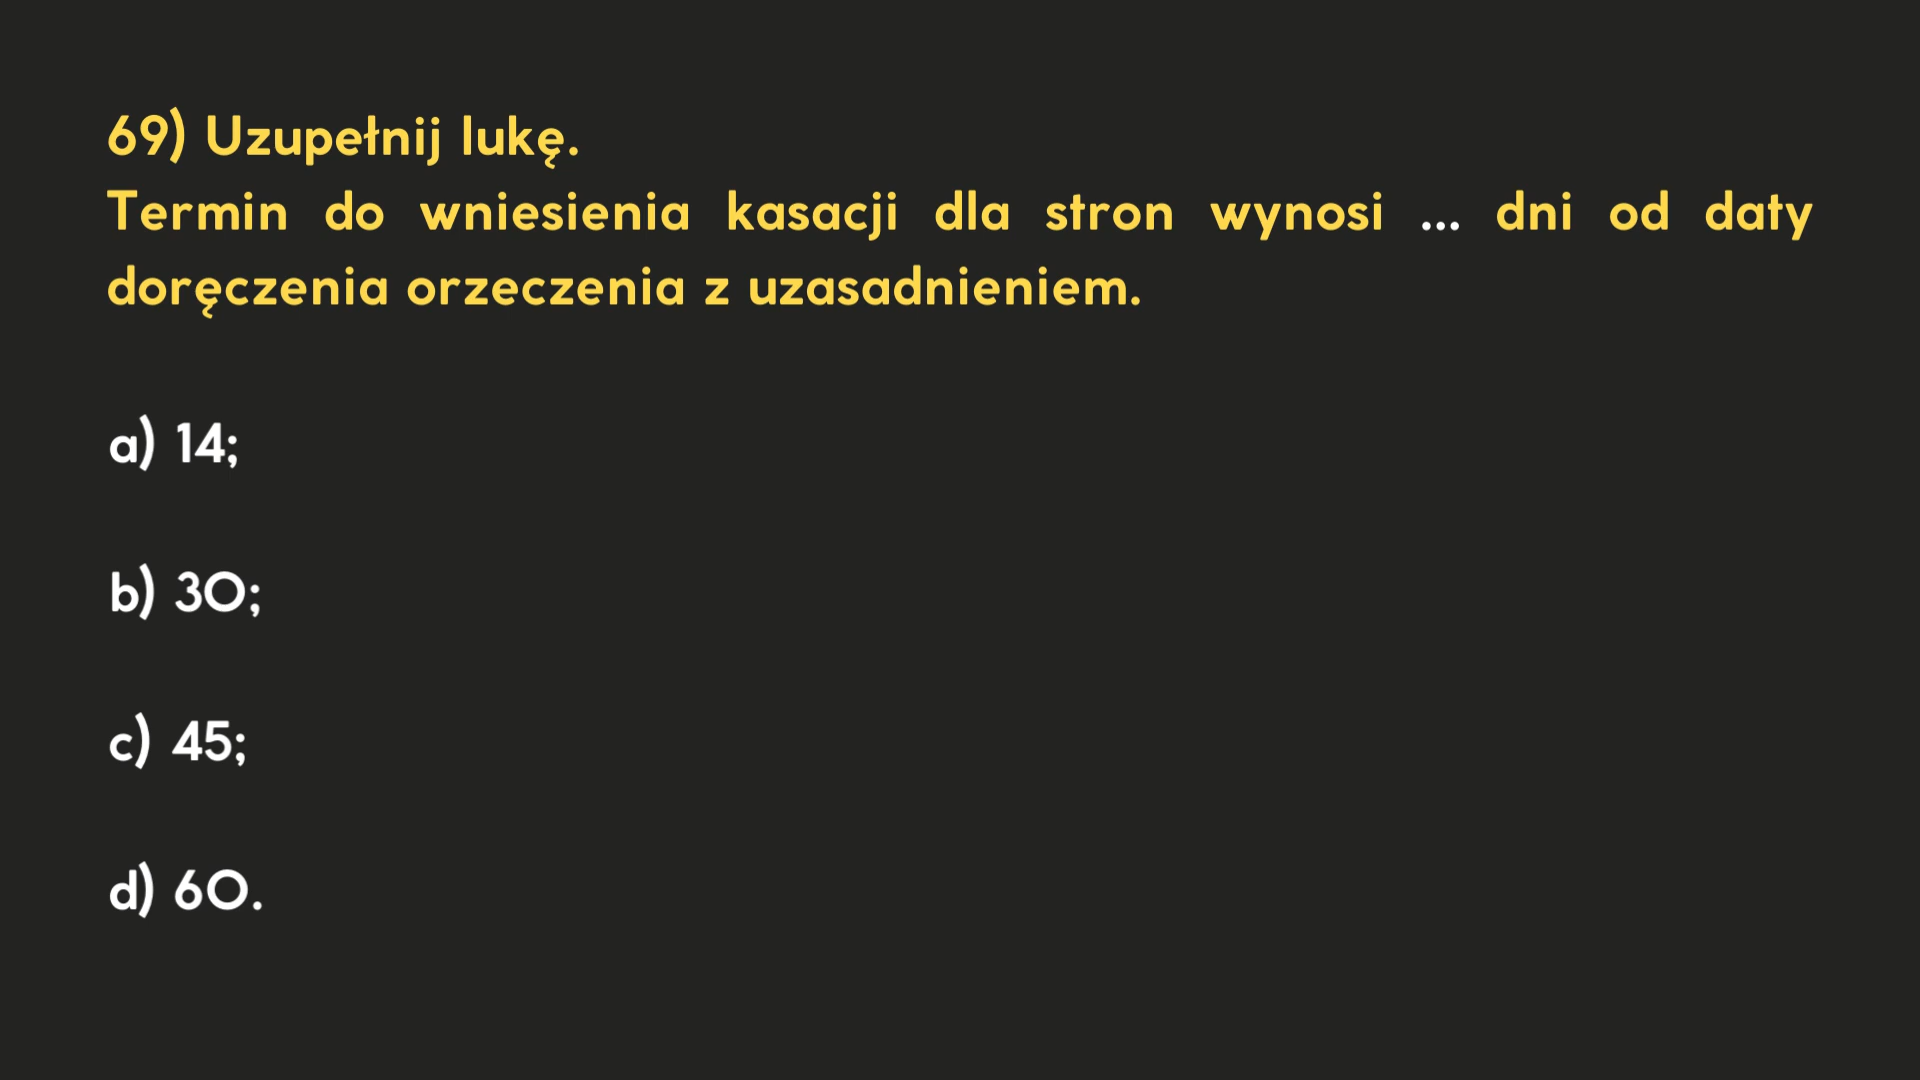 69) Uzupełnij lukę.
Termin do wniesienia kasacji dla stron wynosi ... dni od daty
doręczenia orzeczenia z uzasadnieniem.
a) 14;
b) 30;
c) 45;
d) 60.